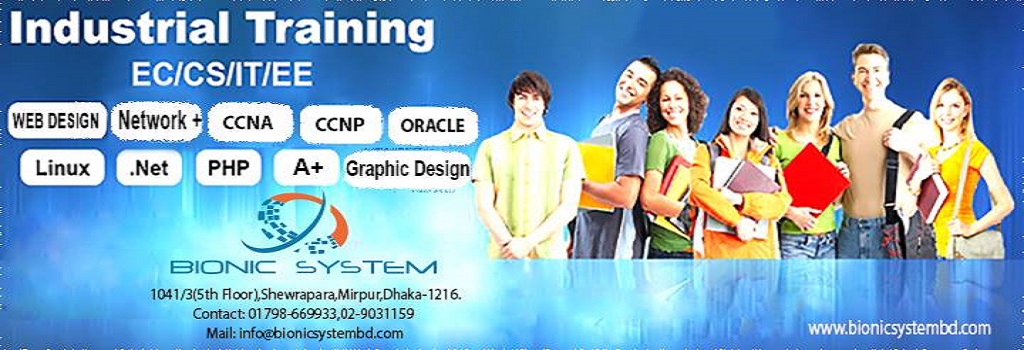 Industrial Training
EC/CS/IT/EE
WEB DESIGN Network + CCNA CCNP ORACLE
Linux .Net PHP A+ Graphic Design
BIONIC SYSTEM
1041/3(5th Floor),Shewrapara,Mirpur,Dhaka-1216.
Contact: 01798-669933,02-9031159
Mail: info@bionicsystembd.com
www.bionicsystembd.com